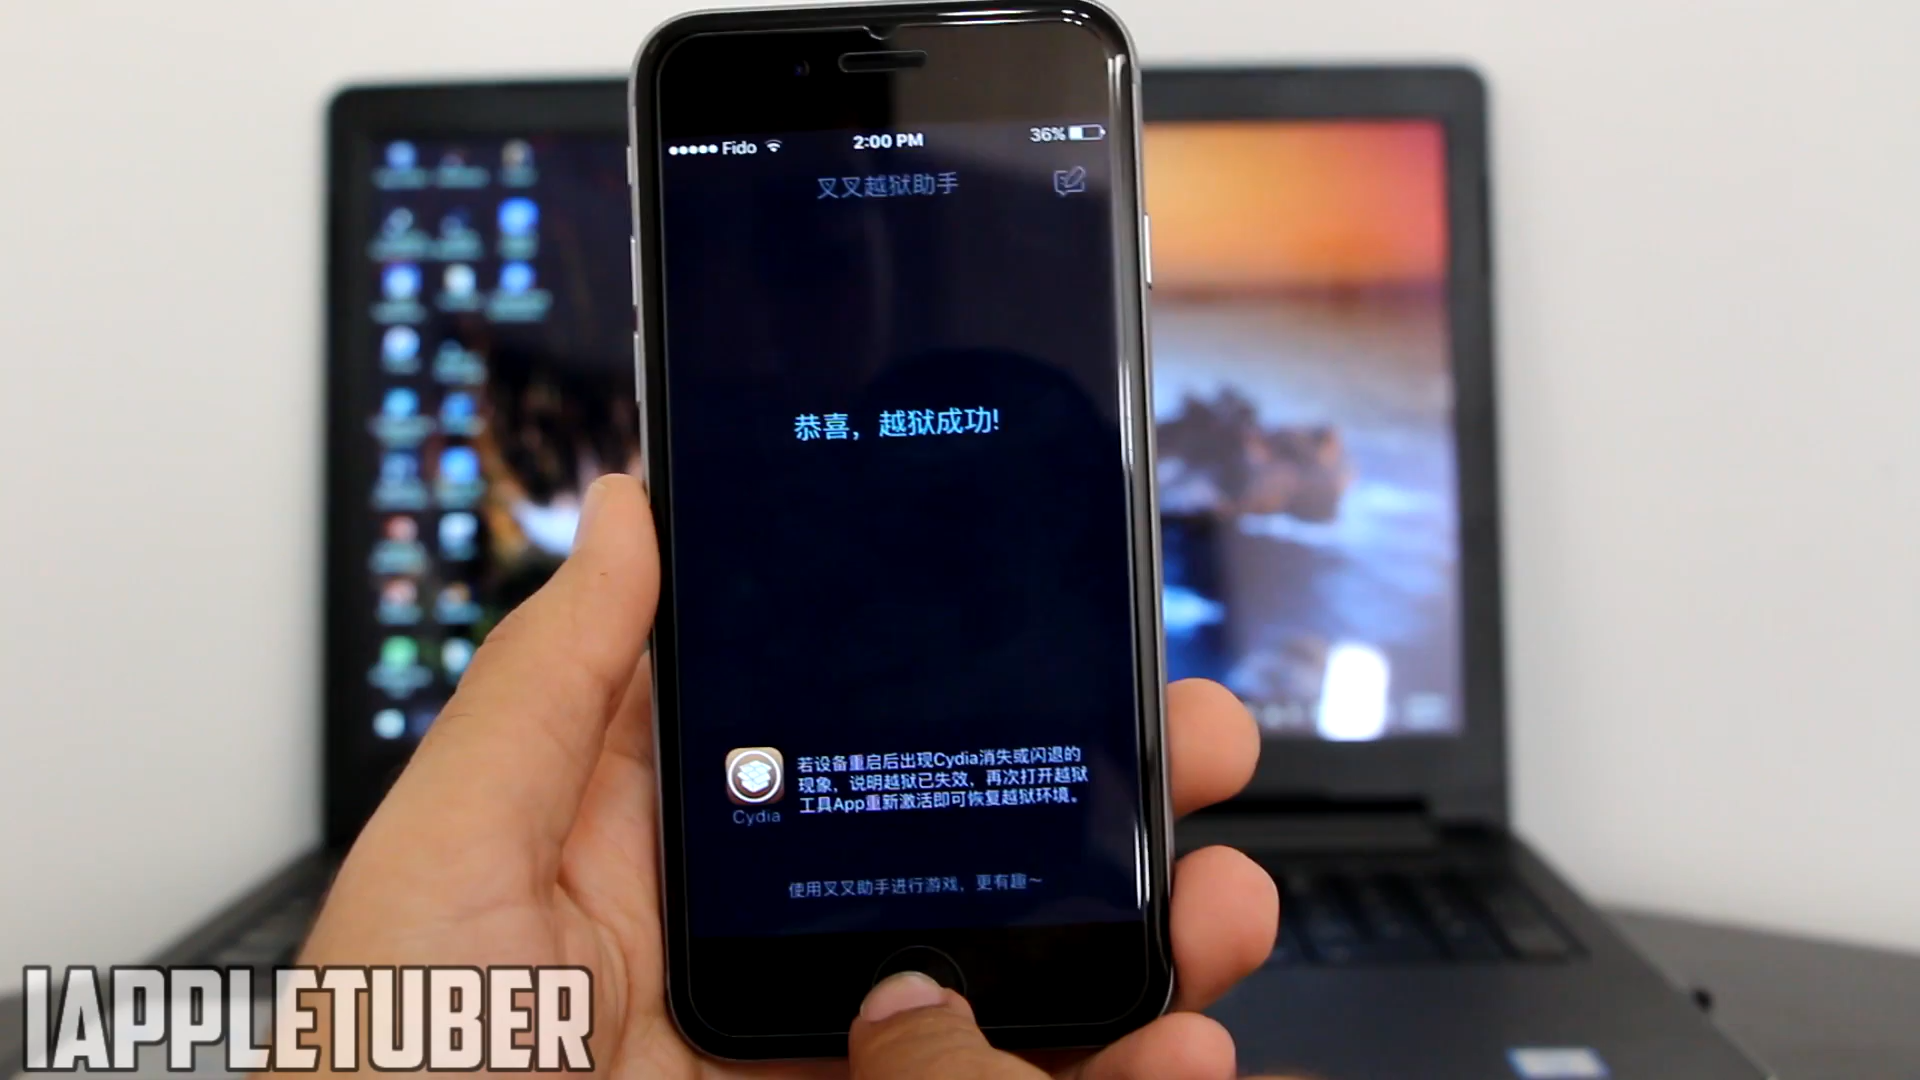 Fido
2:00 PM
36%
叉叉越狱助手
恭喜，越狱成功!
若设备重启后出现Cydia消失或闪退的
现象，说明越狱已失效，再次打开越狱
工具App重新激活即可恢复越狱环境。
Cydia
使用叉叉助手进行游戏，更有趣～
IAPPLETUBER